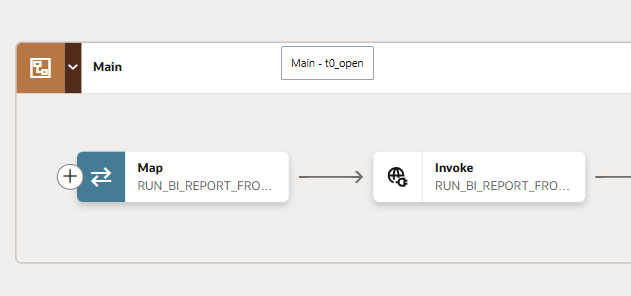 Main
Main - t0_open
Map
RUN_BI_REPORT_FRO...
Invoke
RUN_BI_REPORT_FRO...